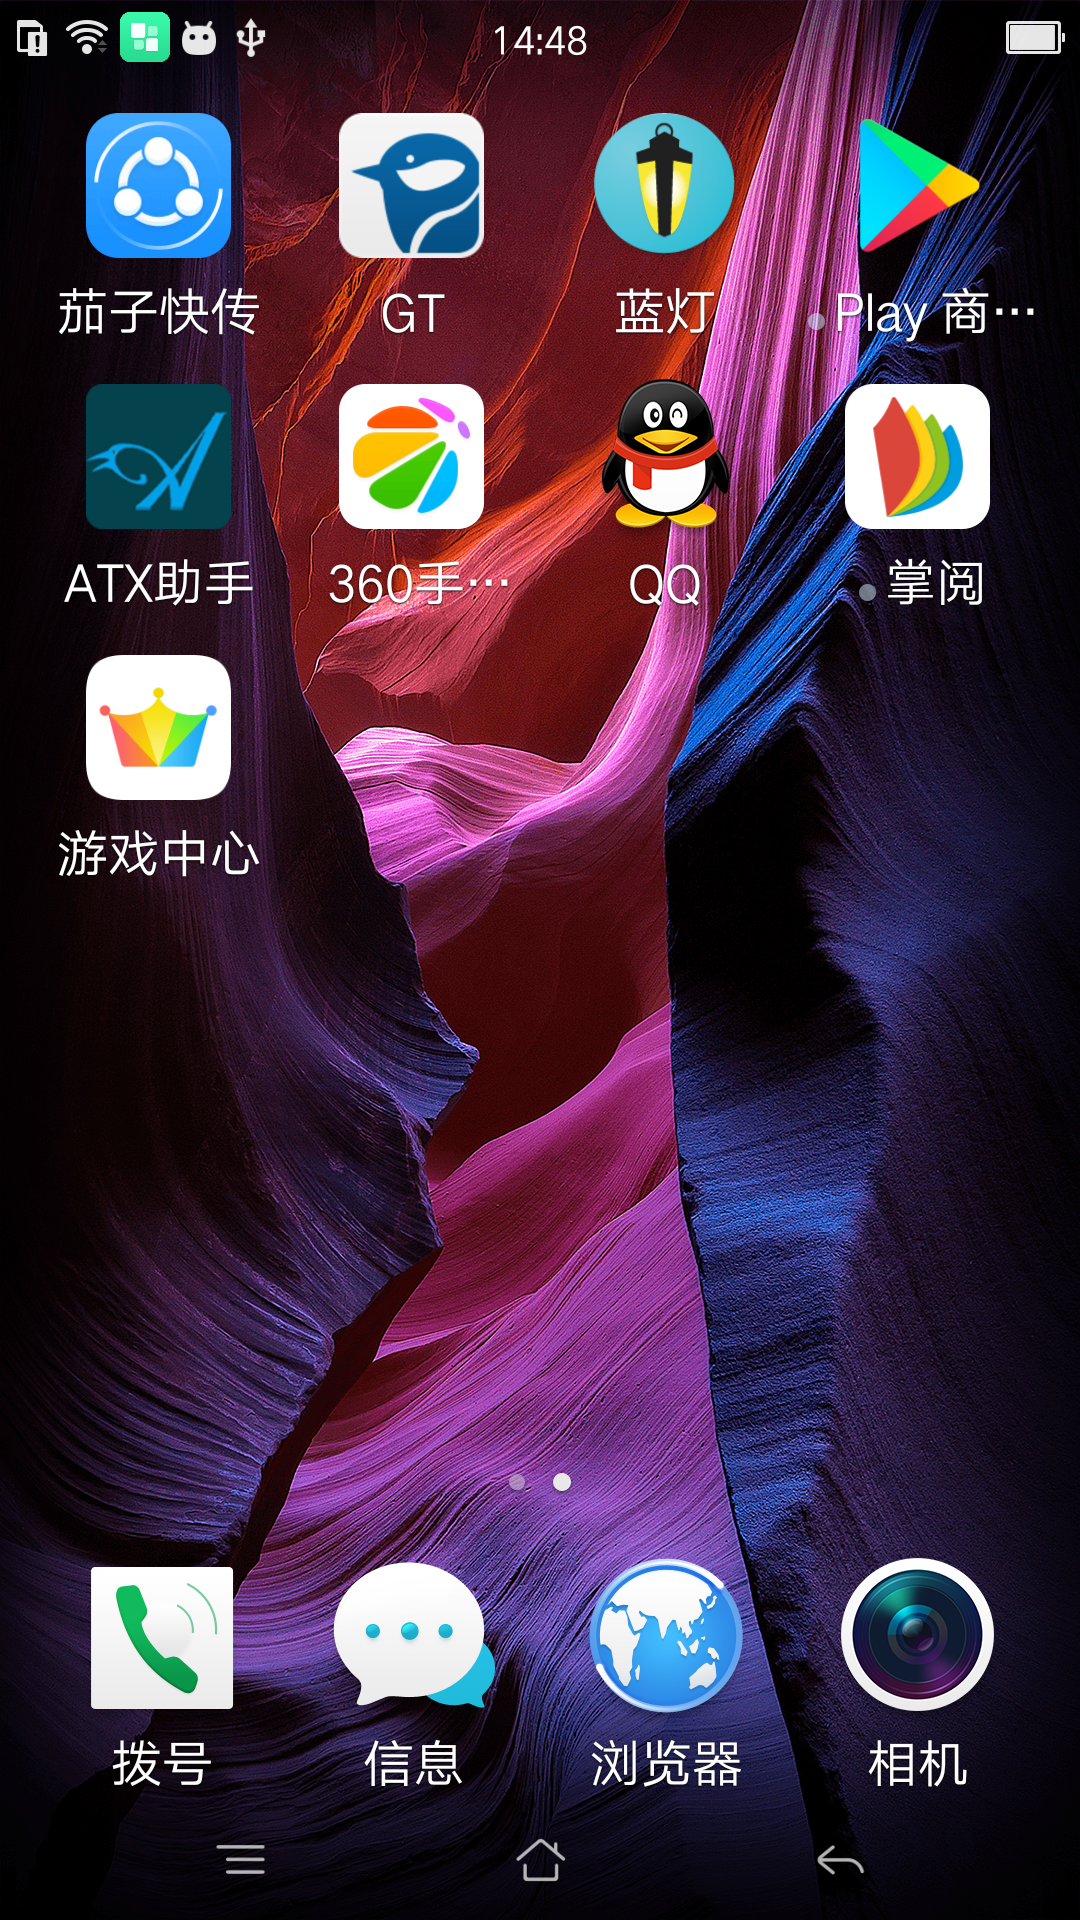 14:48
茄子快传
GT
蓝灯
Play 商…
ATX助手
360手…
QQ
掌阅
游戏中心
拨号
信息
浏览器
相机